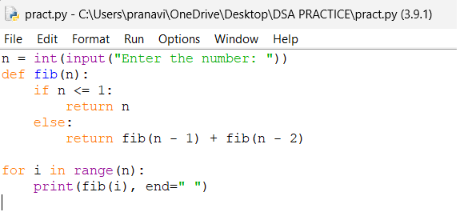 pract.py - C:\Users\pranavi\OneDrive\Desktop\DSA PRACTICE\pract.py (3.9.1)
File Edit Format Run Options Window Help
n = int(input("Enter the number: "))
def fib(n):
    if n <= 1:
        return n
    else:
        return fib(n - 1) + fib(n - 2)

for i in range(n):
    print(fib(i), end=" ")